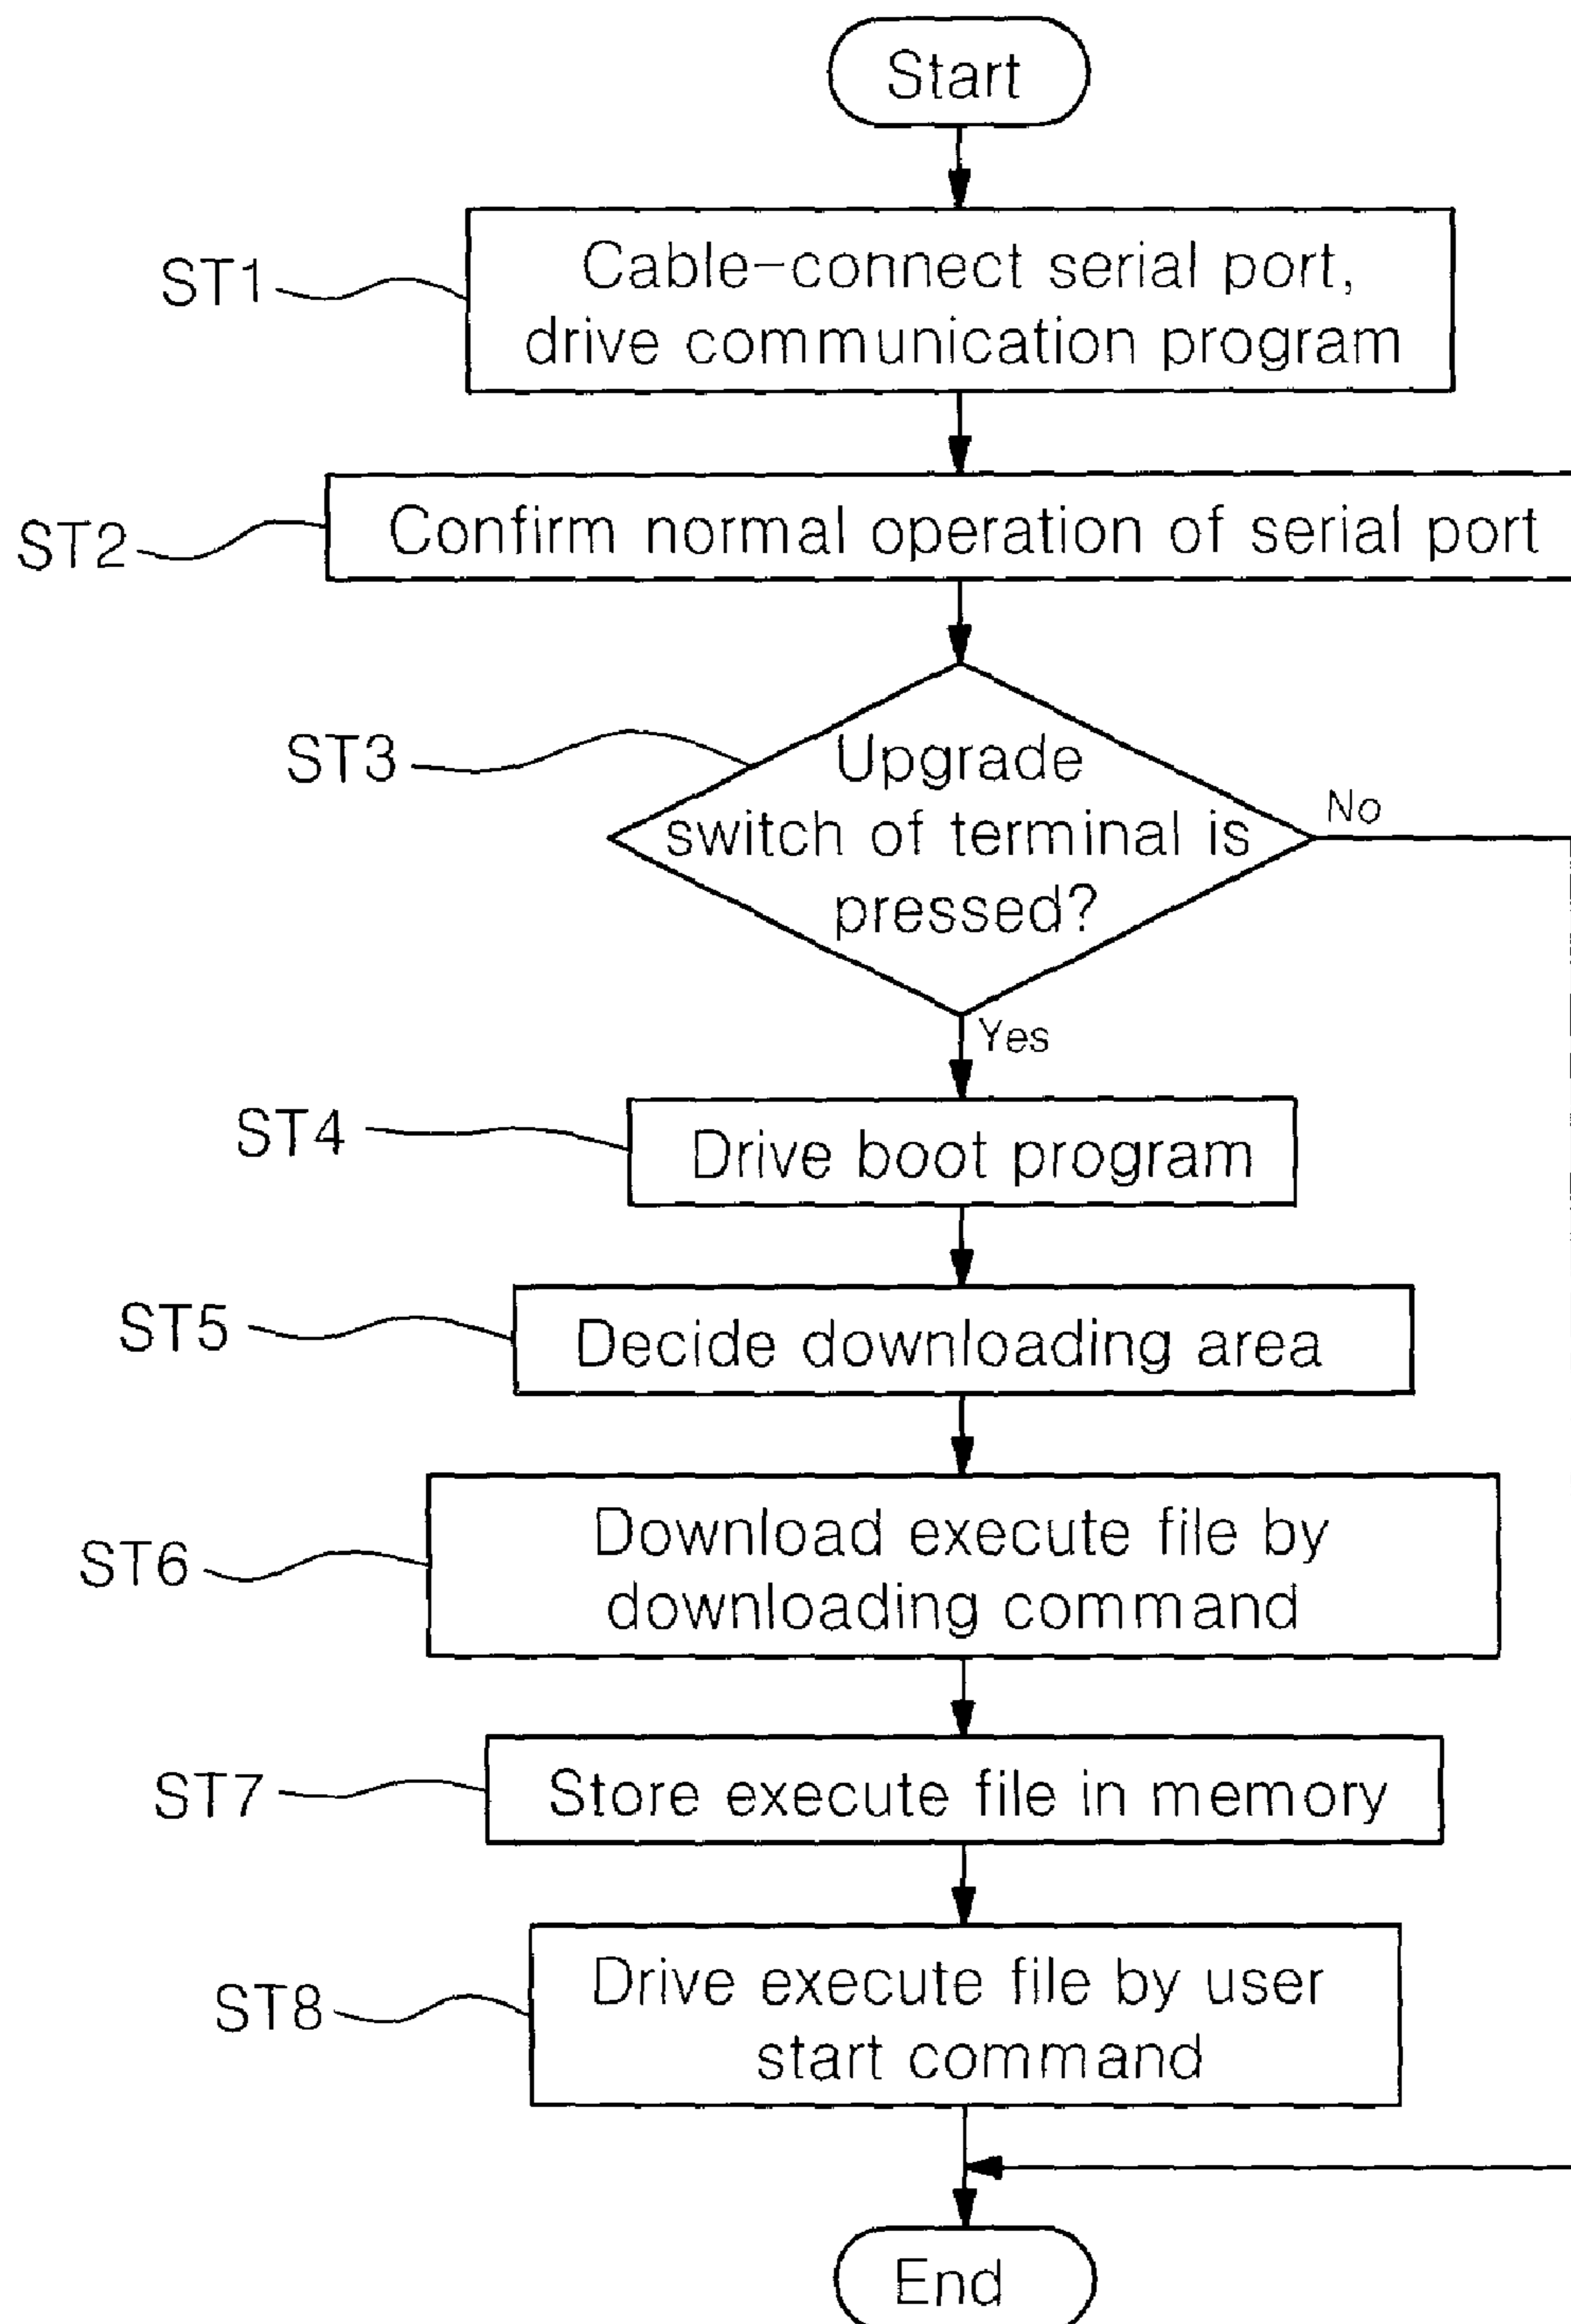 Start
ST1
Cable-connect serial port,
drive communication program
ST2
Confirm normal operation of serial port
ST3
Upgrade
switch of terminal is
pressed?
No
Yes
ST4
Drive boot program
ST5
Decide downloading area
ST6
Download execute file by
downloading command
ST7
Store execute file in memory
ST8
Drive execute file by user
start command
End